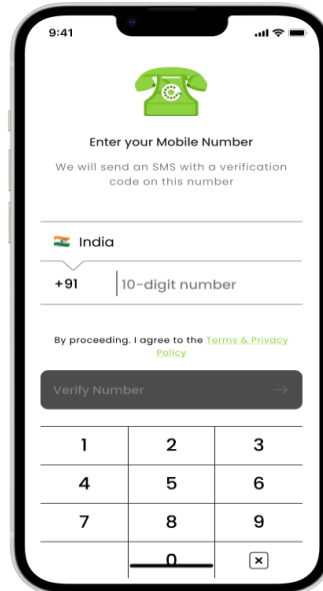 9:41
Enter your Mobile Number
We will send an SMS with a verification
code on this number
India
+91 10-digit number
By proceeding. I agree to the Terms & Privacy
Policy
Verify Number →
1 2 3
4 5 6
7 8 9
0